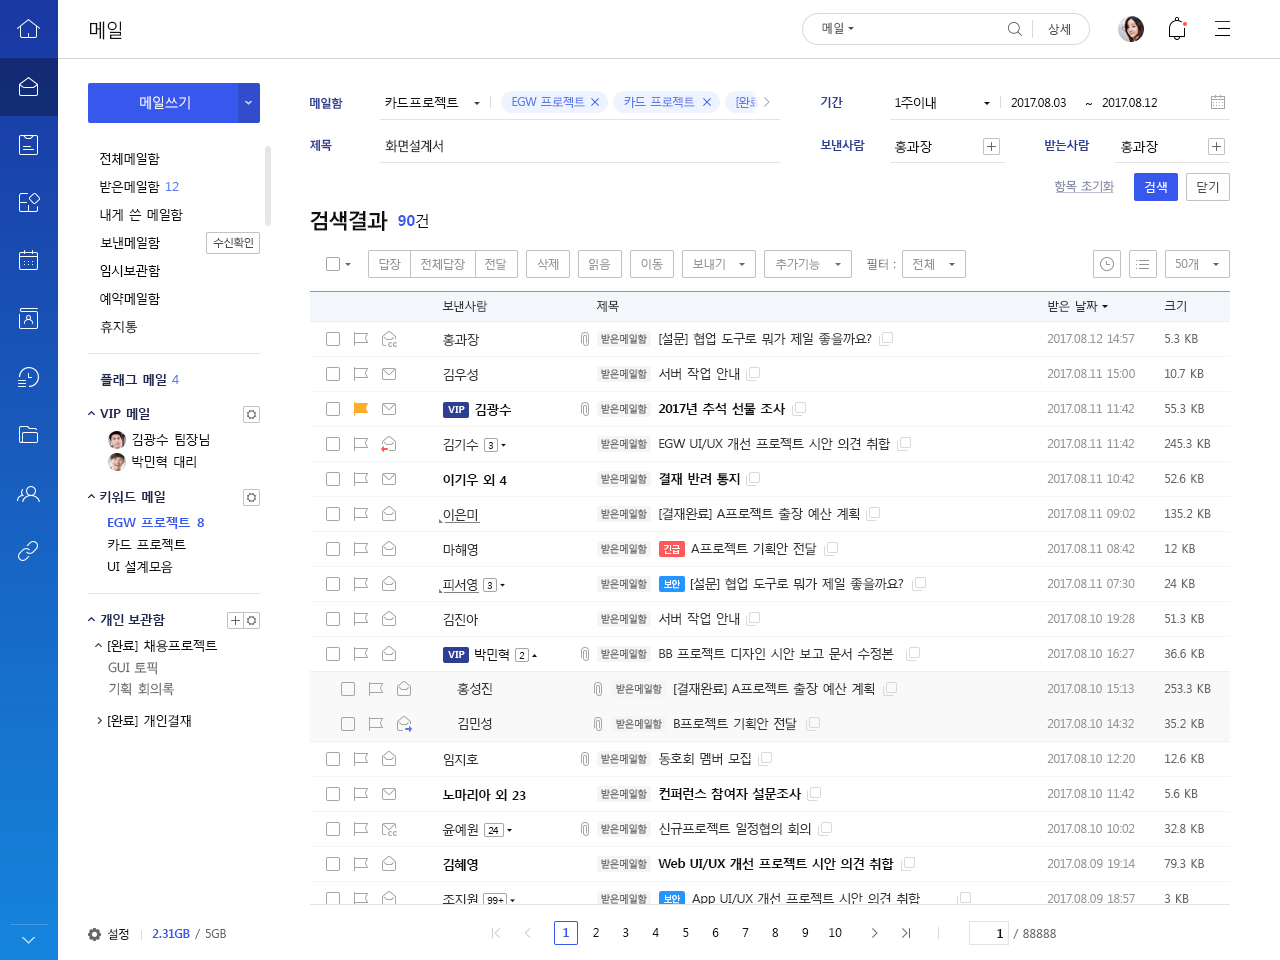 메일
메일
상세
메일쓰기
전체메일함
받은메일함 12
내게 쓴 메일함
보낸메일함 수신확인
임시보관함
예약메일함
휴지통
플래그 메일 4
VIP 메일
김광수 팀장님
박민혁 대리
키워드 메일
EGW 프로젝트 8
카드 프로젝트
UI 설계모음
개인 보관함
[완료] 채용프로젝트
GUI 토픽
기획 회의록
[완료] 개인결재
설정 2.31GB / 5GB
메일함 카드프로젝트 EGW 프로젝트 카드 프로젝트 [완료 기간 1주이내 2017.08.03 ~ 2017.08.12
제목 화면설계서 보낸사람 홍과장 받는사람 홍과장
항목 초기화 검색 닫기
검색결과 90건
답장 전체답장 전달 삭제 읽음 이동 보내기 추가기능 필터 : 전체 50개
보낸사람 제목 받은 날짜 크기
홍과장 받은메일함 [설문] 협업 도구로 뭐가 제일 좋을까요? 2017.08.12 14:57 5.3 KB
김우성 받은메일함 서버 작업 안내 2017.08.11 15:00 10.7 KB
VIP 김광수 받은메일함 2017년 추석 선물 조사 2017.08.11 11:42 55.3 KB
김기수 3 받은메일함 EGW UI/UX 개선 프로젝트 시안 의견 취합 2017.08.11 11:42 245.3 KB
이기우 외 4 받은메일함 결재 반려 통지 2017.08.11 10:42 52.6 KB
이은미 받은메일함 [결재완료] A프로젝트 출장 예산 계획 2017.08.11 09:02 135.2 KB
마해영 받은메일함 긴급 A프로젝트 기획안 전달 2017.08.11 08:42 12 KB
피서영 3 받은메일함 보안 [설문] 협업 도구로 뭐가 제일 좋을까요? 2017.08.11 07:30 24 KB
김진아 받은메일함 서버 작업 안내 2017.08.10 19:28 51.3 KB
VIP 박민혁 2 받은메일함 BB 프로젝트 디자인 시안 보고 문서 수정본 2017.08.10 16:27 36.6 KB
홍성진 받은메일함 [결재완료] A프로젝트 출장 예산 계획 2017.08.10 15:13 253.3 KB
김민성 받은메일함 B프로젝트 기획안 전달 2017.08.10 14:32 35.2 KB
임지호 받은메일함 동호회 멤버 모집 2017.08.10 12:20 12.6 KB
노마리아 외 23 받은메일함 컨퍼런스 참여자 설문조사 2017.08.10 11:42 5.6 KB
윤예원 24 받은메일함 신규프로젝트 일정협의 회의 2017.08.10 10:02 32.8 KB
김혜영 받은메일함 Web UI/UX 개선 프로젝트 시안 의견 취합 2017.08.09 19:14 79.3 KB
조지원 99+ 받은메일함 보안 App UI/UX 개선 프로젝트 시안 의견 취합 2017.08.09 18:57 3 KB
1 2 3 4 5 6 7 8 9 10 1 / 88888